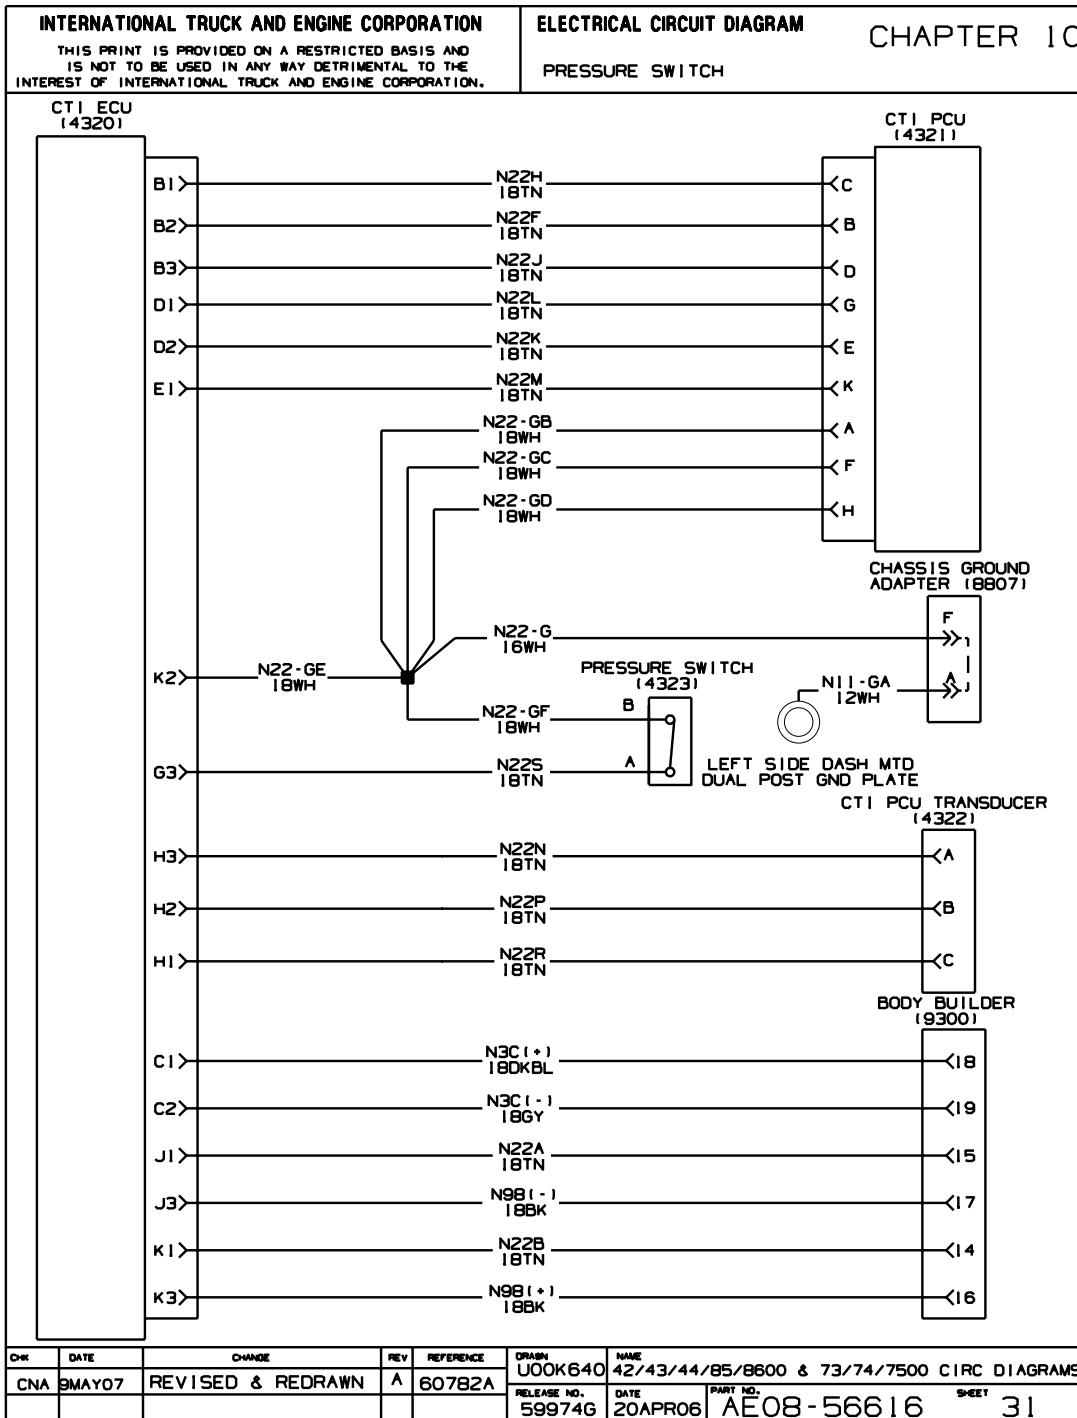 INTERNATIONAL TRUCK AND ENGINE CORPORATION
THIS PRINT IS PROVIDED ON A RESTRICTED BASIS AND
IS NOT TO BE USED IN ANY WAY DETRIMENTAL TO THE
INTEREST OF INTERNATIONAL TRUCK AND ENGINE CORPORATION.
ELECTRICAL CIRCUIT DIAGRAM
PRESSURE SWITCH
CHAPTER 10
CTI ECU
(4320)
CTI PCU
(4321)
B1 N22H C
18TN
B2 N22F B
18TN
B3 N22J D
18TN
D1 N22L G
18TN
D2 N22K E
18TN
E1 N22M K
18TN
N22-GB A
18WH
N22-GC F
18WH
N22-GD H
18WH
CHASSIS GROUND
ADAPTER (8807)
F
N22-G
16WH
K2 N22-GE
18WH
PRESSURE SWITCH
(4323)
A
N11-GA
12WH
N22-GF B
18WH
G3 N22S A
18TN
LEFT SIDE DASH MTD
DUAL POST GND PLATE
CTI PCU TRANSDUCER
(4322)
H3 N22N A
18TN
H2 N22P B
18TN
H1 N22R C
18TN
BODY BUILDER
(9300)
C1 N3C(+) 18
18DKBL
C2 N3C(-) 19
18GY
J1 N22A 15
18TN
J3 N98(-) 17
18BK
K1 N22B 14
18TN
K3 N98(+) 16
18BK
CHK DATE CHANGE REV REFERENCE
CNA 9MAY07 REVISED & REDRAWN A 60782A
DRAWN NAME
U00K640 42/43/44/85/8600 & 73/74/7500 CIRC DIAGRAMS
RELEASE NO. DATE PART NO. SHEET
59974G 20APR06 AE08-56616 31